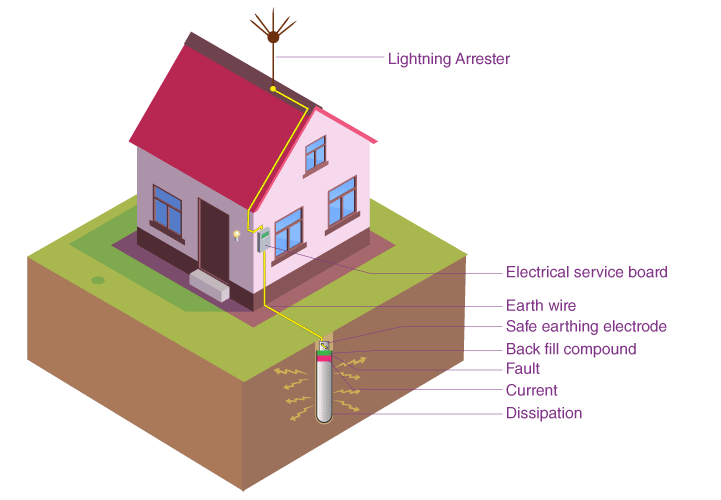 Lightning Arrester
Electrical service board
Earth wire
Safe earthing electrode
Back fill compound
Fault
Current
Dissipation